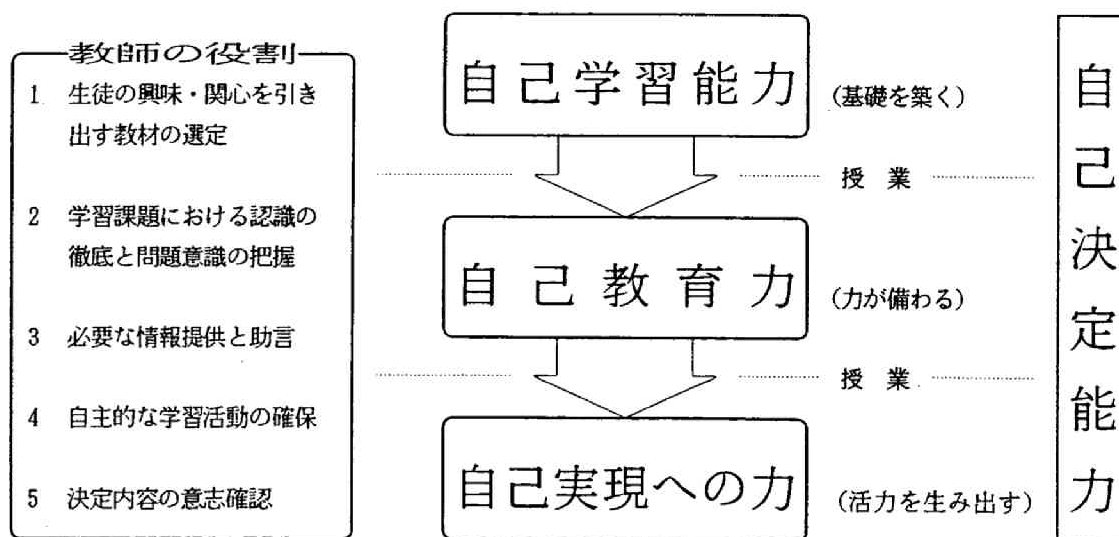 教師の役割
1 生徒の興味・関心を引き
出す教材の選定
2 学習課題における認識の
徹底と問題意識の把握
3 必要な情報提供と助言
4 自主的な学習活動の確保
5 決定内容の意志確認
自己学習能力
(基礎を築く)
授 業
自己教育力
(力が備わる)
授 業
自己実現への力
(活力を生み出す)
自己決定能力